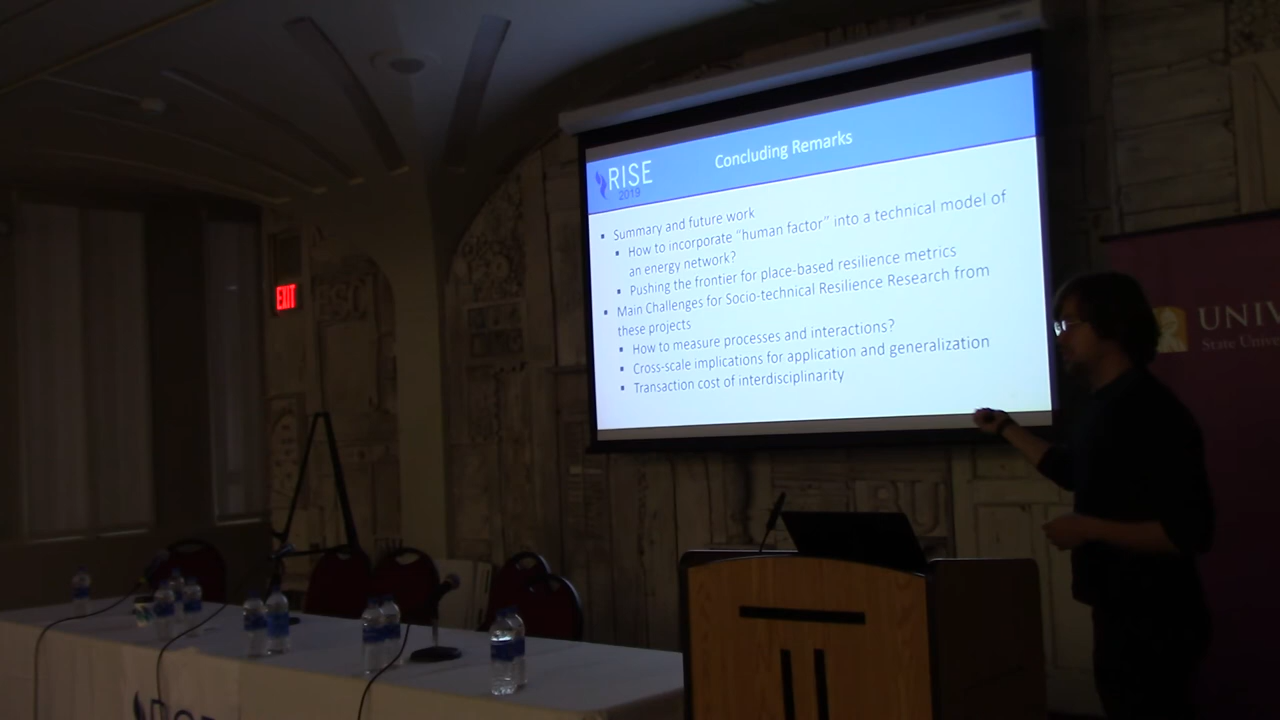 RISE
2019
Concluding Remarks
▪ Summary and future work
▪ How to incorporate “human factor” into a technical model of
an energy network?
▪ Pushing the frontier for place-based resilience metrics
▪ Main Challenges for Socio-technical Resilience Research from
these projects
▪ How to measure processes and interactions?
▪ Cross-scale implications for application and generalization
▪ Transaction cost of interdisciplinarity
EXIT
UNIV
State Unive